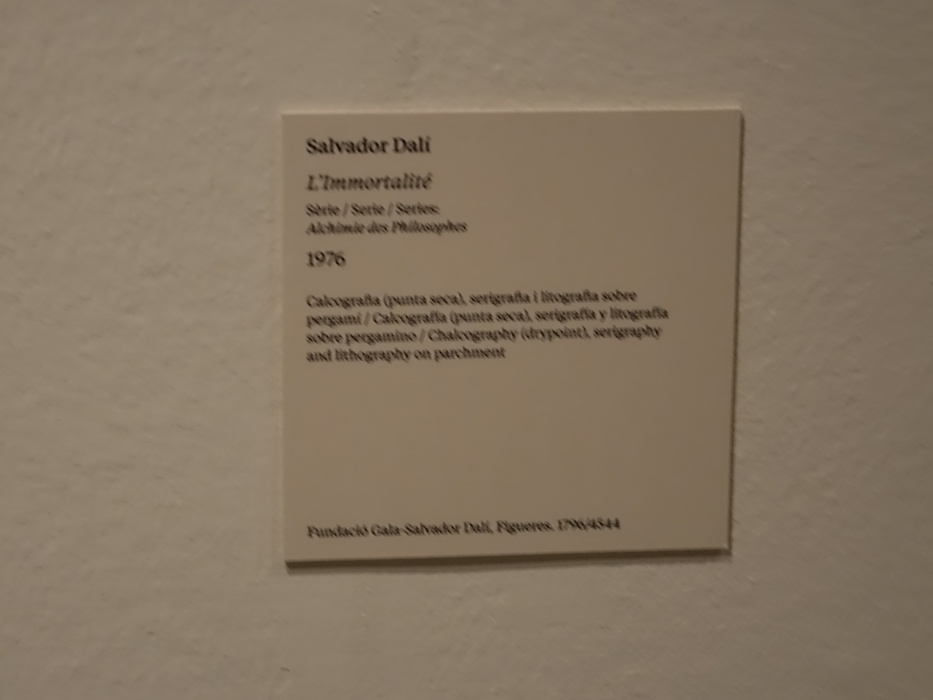 Salvador Dalí
L'Immortalité
Sèrie / Serie / Series:
Alchimie des Philosophes
1976
Calcografia (punta seca), serigrafia i litografia sobre
pergamí / Calcografía (punta seca), serigrafía y litografía
sobre pergamino / Chalcography (drypoint), serigraphy
and lithography on parchment
Fundació Gala-Salvador Dalí, Figueres. 1796/4544